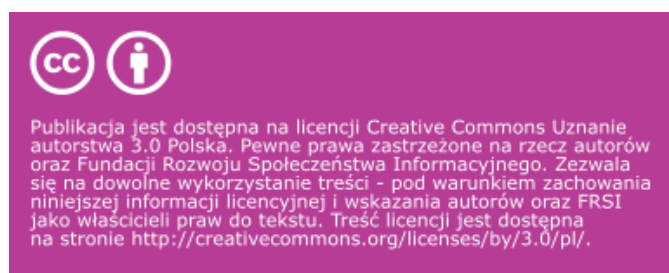 cc
Publikacja jest dostępna na licencji Creative Commons Uznanie
autorstwa 3.0 Polska. Pewne prawa zastrzeżone na rzecz autorów
oraz Fundacji Rozwoju Społeczeństwa Informacyjnego. Zezwala
się na dowolne wykorzystanie treści - pod warunkiem zachowania
niniejszej informacji licencyjnej i wskazania autorów oraz FRSI
jako właścicieli praw do tekstu. Treść licencji jest dostępna
na stronie http://creativecommons.org/licenses/by/3.0/pl/.